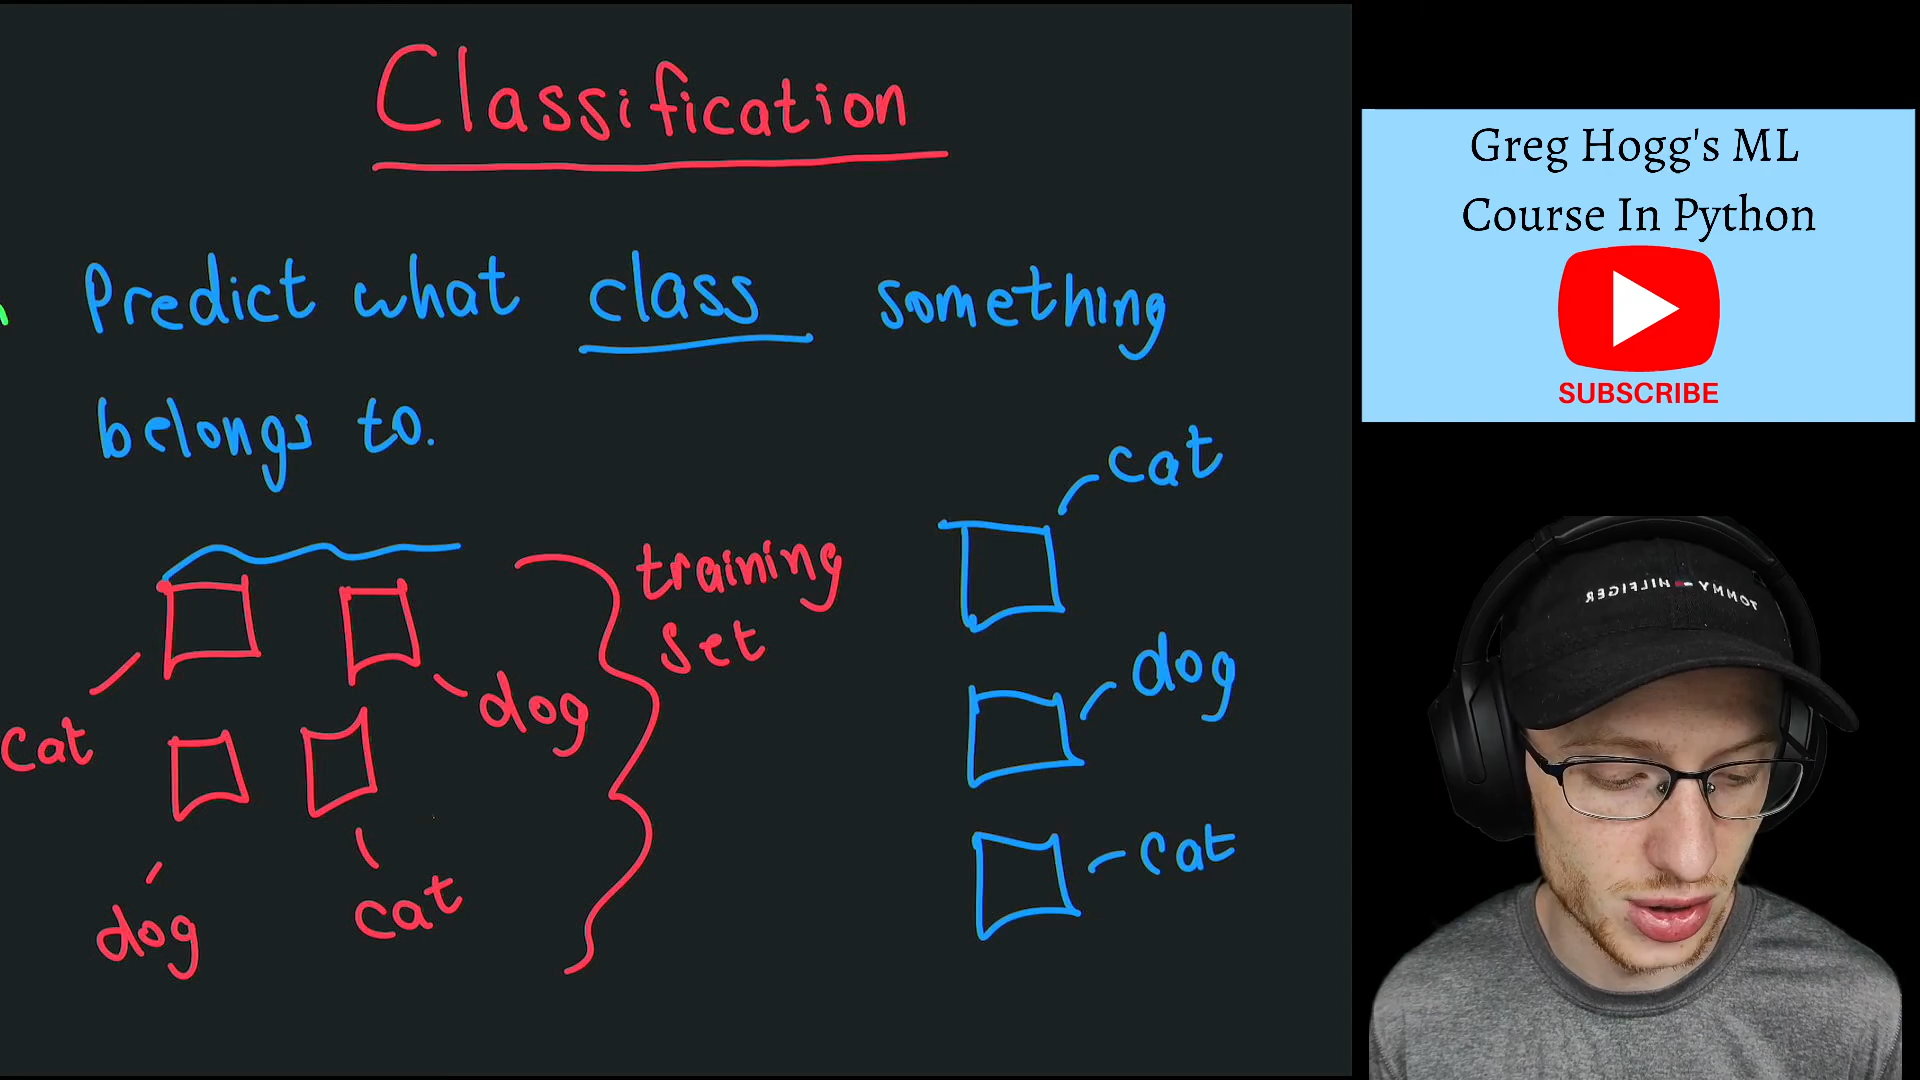 Classification
Predict what class something
belongs to.
training
set
cat
dog
dog
cat
cat
dog
cat
Greg Hogg's ML
Course In Python
SUBSCRIBE
TOMMY HILFIGER